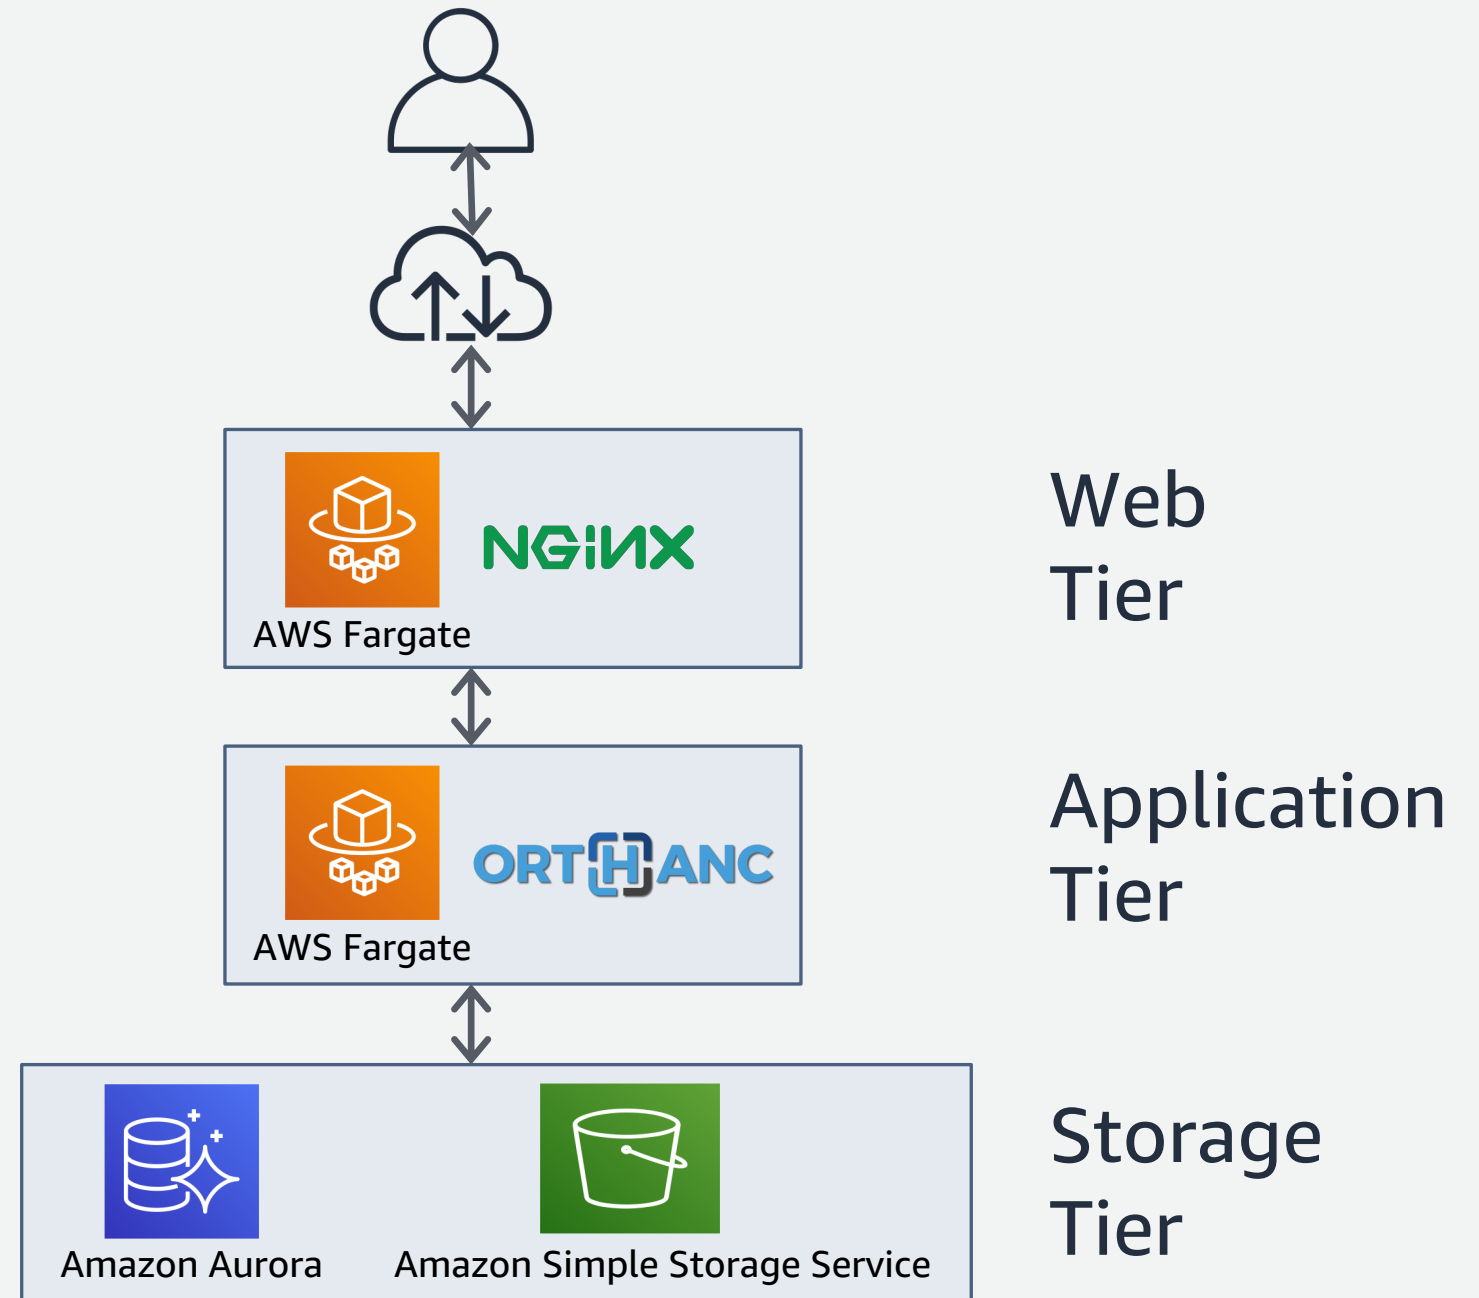 NGINX
AWS Fargate
Web
Tier
ORTHANC
AWS Fargate
Application
Tier
Amazon Aurora
Amazon Simple Storage Service
Storage
Tier